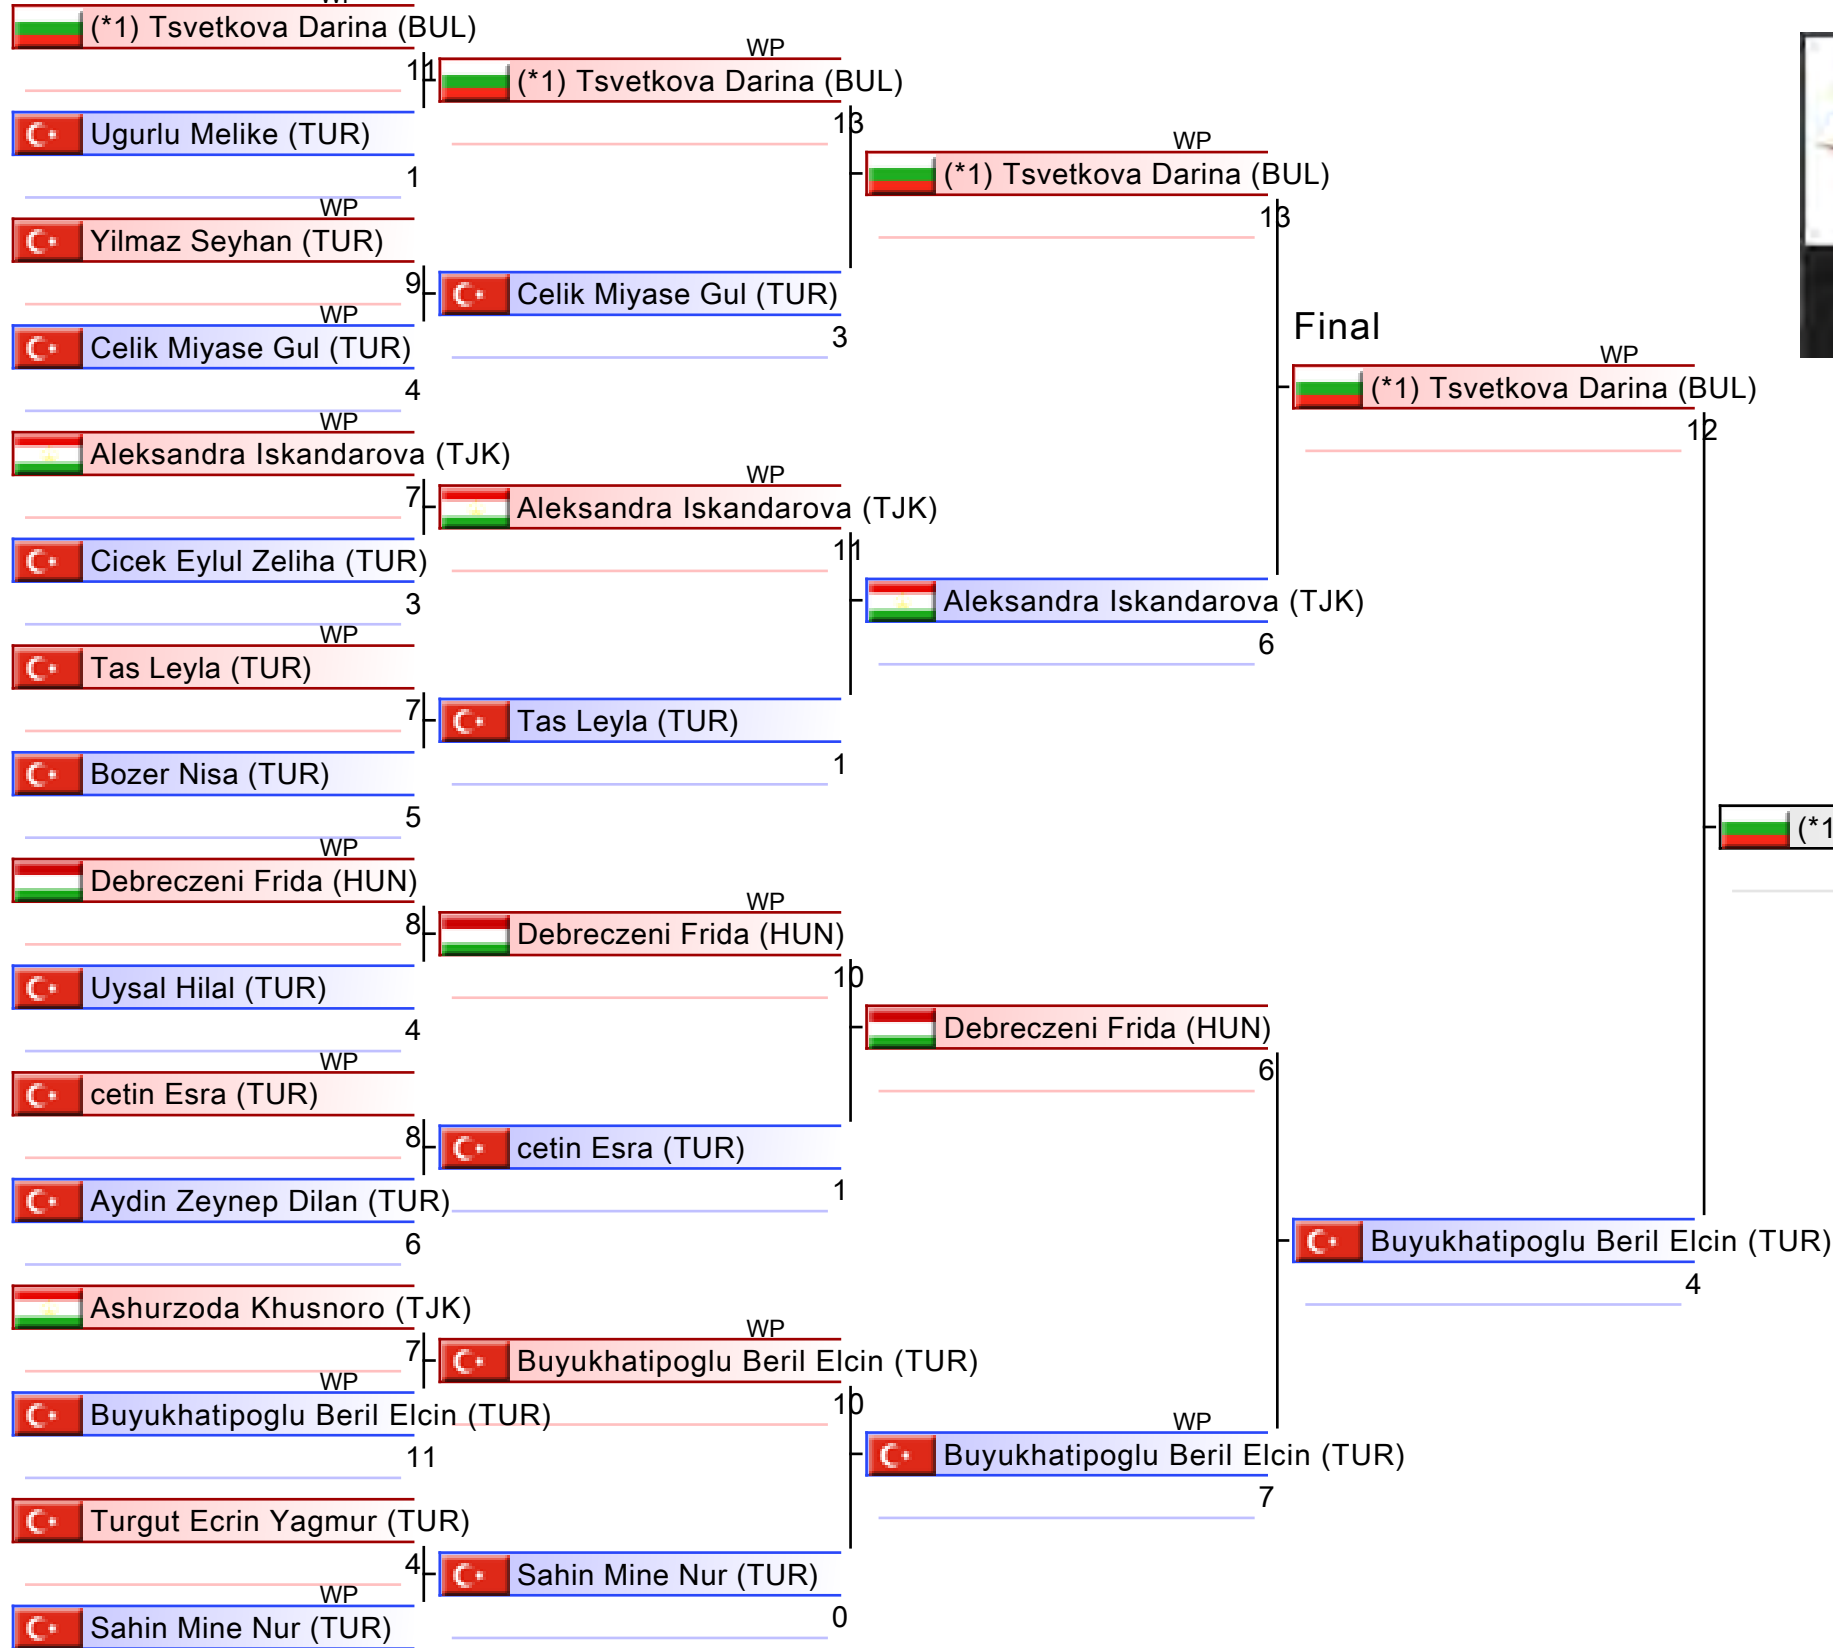 WP
(*1) Tsvetkova Darina (BUL)
11
Ugurlu Melike (TUR)
1
WP
Yilmaz Seyhan (TUR)
9
WP
Celik Miyase Gul (TUR)
4
WP
Aleksandra Iskandarova (TJK)
7
Cicek Eylul Zeliha (TUR)
3
WP
Tas Leyla (TUR)
7
Bozer Nisa (TUR)
5
WP
Debreczeni Frida (HUN)
8
Uysal Hilal (TUR)
4
WP
cetin Esra (TUR)
8
Aydin Zeynep Dilan (TUR)
6
Ashurzoda Khusnoro (TJK)
7
WP
Buyukhatipoglu Beril Elcin (TUR)
11
Turgut Ecrin Yagmur (TUR)
4
WP
Sahin Mine Nur (TUR)
WP
(*1) Tsvetkova Darina (BUL)
13
Celik Miyase Gul (TUR)
3
WP
Aleksandra Iskandarova (TJK)
11
Tas Leyla (TUR)
1
WP
Debreczeni Frida (HUN)
10
cetin Esra (TUR)
1
WP
Buyukhatipoglu Beril Elcin (TUR)
10
Sahin Mine Nur (TUR)
0
WP
(*1) Tsvetkova Darina (BUL)
13
Aleksandra Iskandarova (TJK)
6
Debreczeni Frida (HUN)
6
WP
Buyukhatipoglu Beril Elcin (TUR)
7
Final
WP
(*1) Tsvetkova Darina (BUL)
12
Buyukhatipoglu Beril Elcin (TUR)
4
(*1